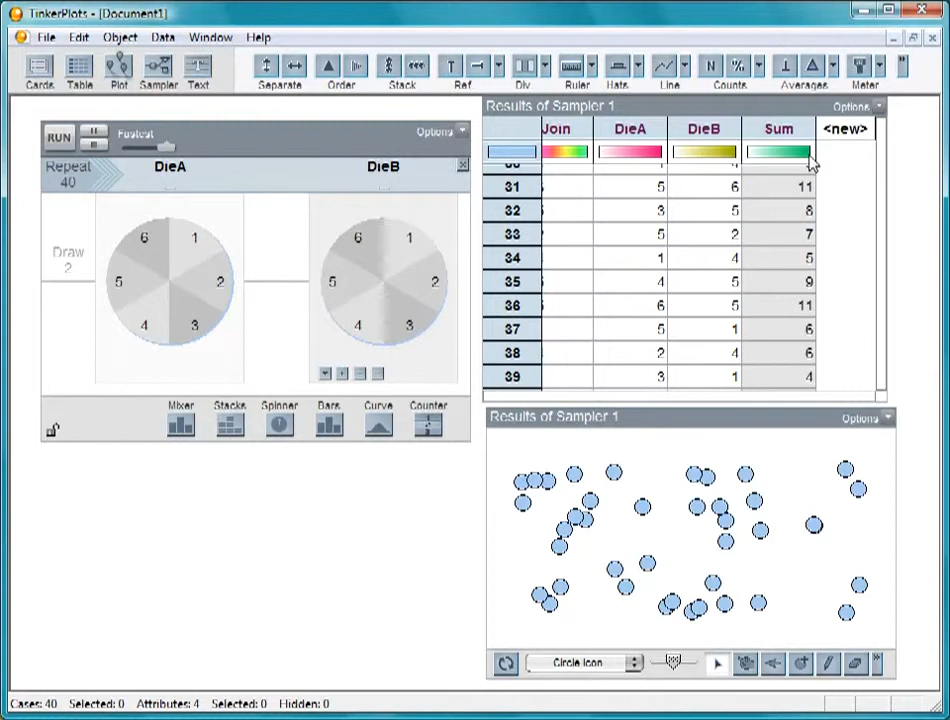 TinkerPlots - [Document1]
File Edit Object Data Window Help
Cards Table Plot Sampler Text Separate Order Stack Ref Div Ruler Hats Line Counts Averages Meter
Results of Sampler 1 Options
Join DieA DieB Sum <new>
31 5 6 11
32 3 5 8
33 5 2 7
34 1 4 5
35 4 5 9
36 6 5 11
37 5 1 6
38 2 4 6
39 3 1 4
RUN Fastest Options
Repeat 40 DieA DieB
Draw 2
6 1 5 2 4 3
6 1 5 2 4 3
Mixer Stacks Spinner Bars Curve Counter
Results of Sampler 1 Options
Circle Icon
Cases: 40 Selected: 0 Attributes: 4 Selected: 0 Hidden: 0